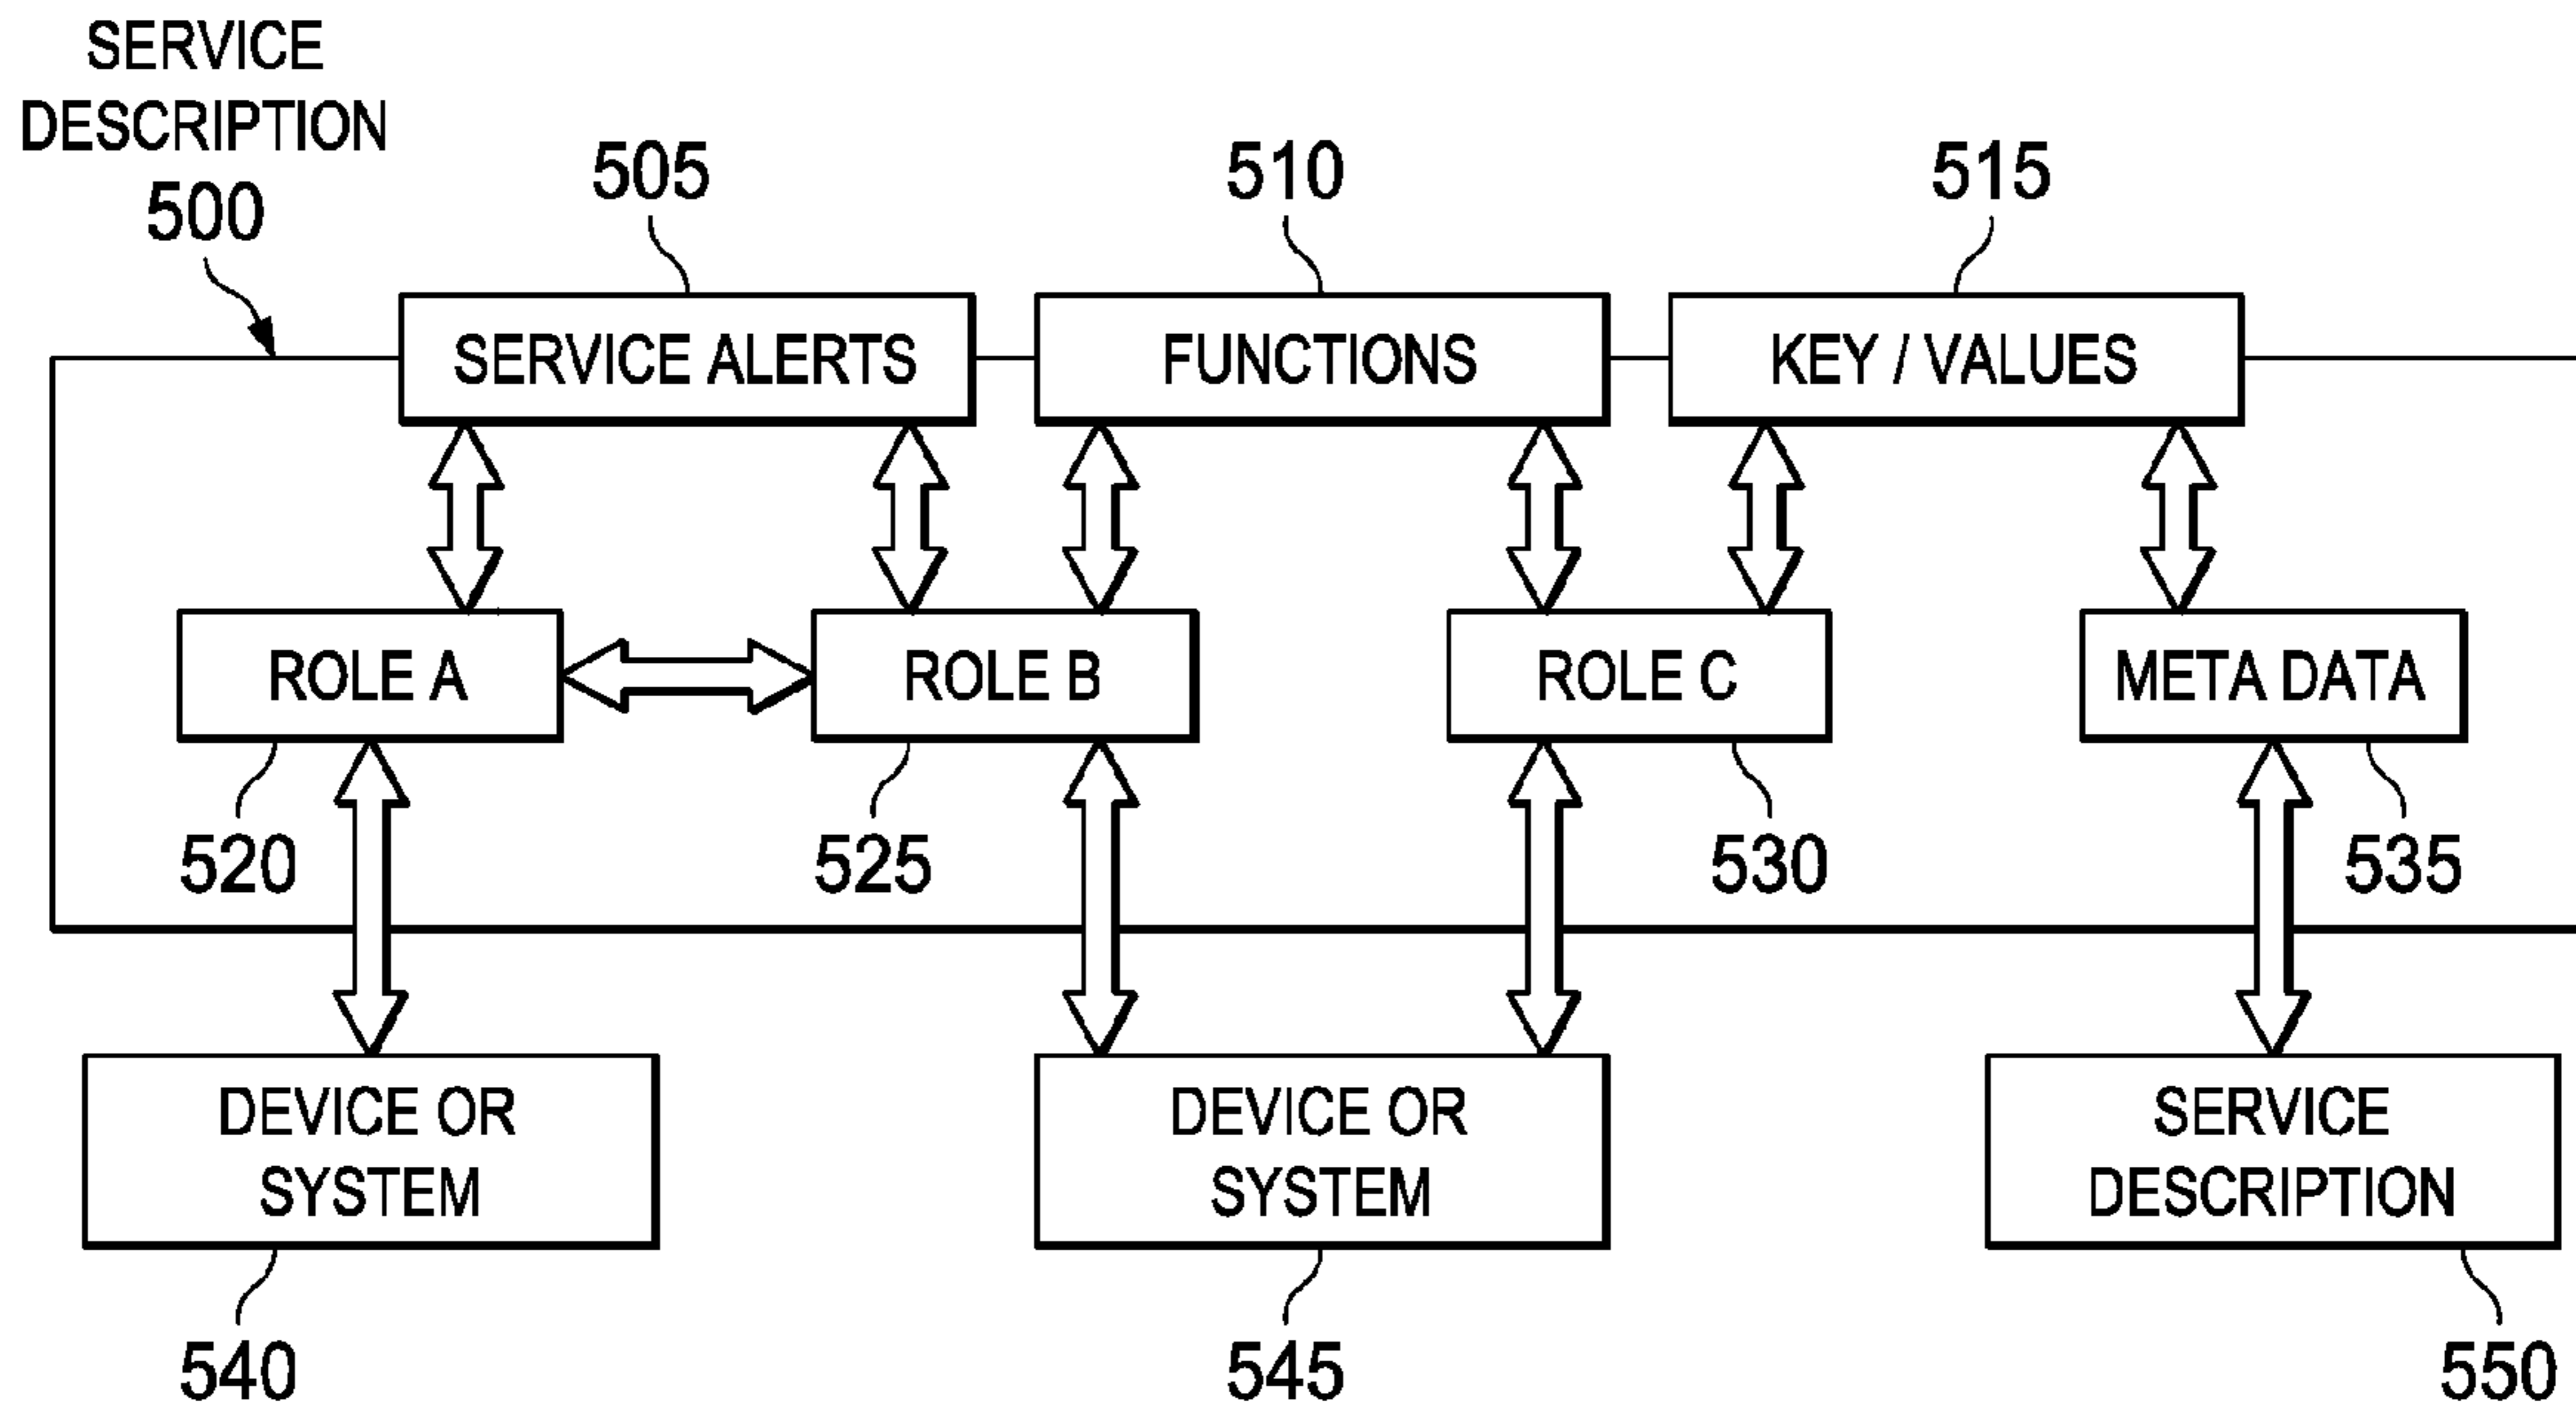 SERVICE
DESCRIPTION
500
505
510
515
SERVICE ALERTS
FUNCTIONS
KEY / VALUES
ROLE A
ROLE B
ROLE C
META DATA
520
525
530
535
DEVICE OR
SYSTEM
DEVICE OR
SYSTEM
SERVICE
DESCRIPTION
540
545
550